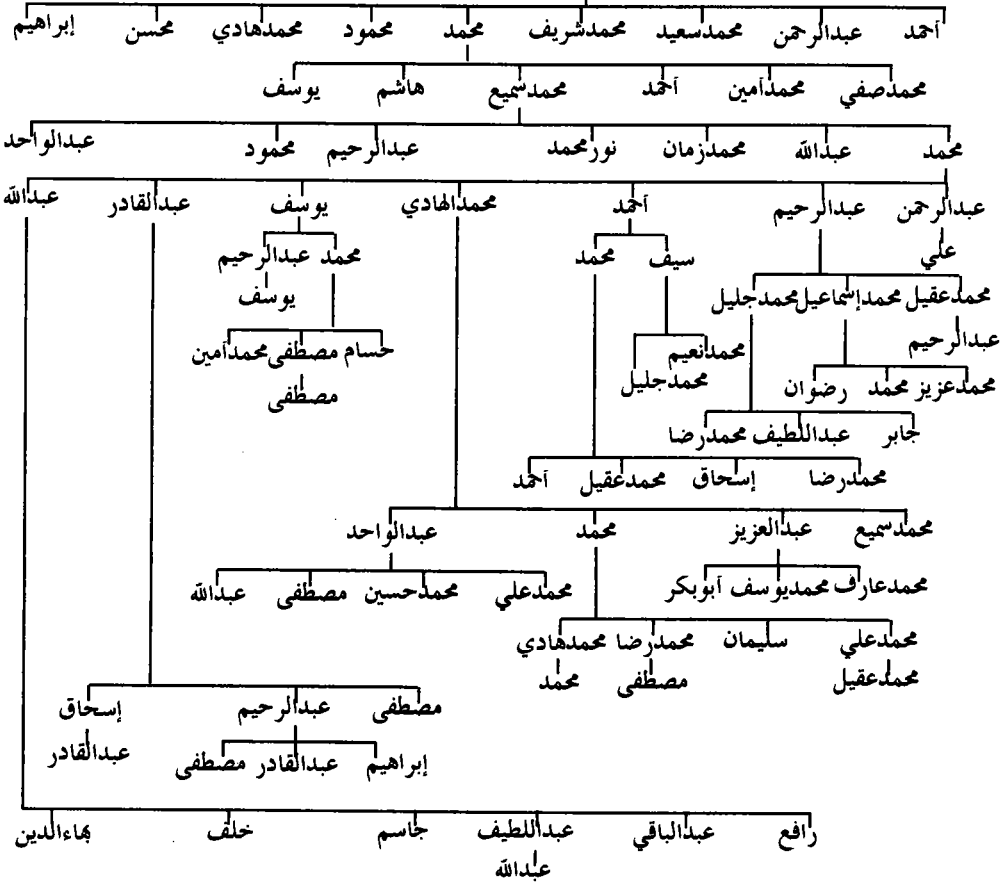 أحمد عبدالرحمن محمدسعيد محمدشريف محمد محمود محمدهادي محسن إبراهيم
محمدصفي محمدأمين أحمد محمدسميع هاشم يوسف
محمد عبدالله محمدزمان نورمحمد عبدالرحيم محمود عبدالواحد
عبدالرحمن عبدالرحيم أحمد محمدالهادي يوسف عبدالقادر عبدالله
علي سيف محمد محمد عبدالرحيم
محمدعقيل محمدإسماعيل محمدجليل يوسف
عبدالرحيم محمدنعيم حسام مصطفى محمدأمين
محمدعزيز محمد رضوان محمدجليل مصطفى
جابر عبداللطيف محمدرضا
محمدرضا إسحاق محمدعقيل أحمد
محمدسميع عبدالعزيز محمد عبدالواحد
محمدعارف محمديوسف أبوبكر محمدعلي محمدحسين مصطفى عبدالله
محمدعلي سليمان محمدرضا محمدهادي
محمدعقيل مصطفى محمد
مصطفى عبدالرحيم إسحاق
إبراهيم عبدالقادر مصطفى عبدالقادر
رافع عبدالباقي عبداللطيف جاسم خلف بهاءالدين
عبدالله